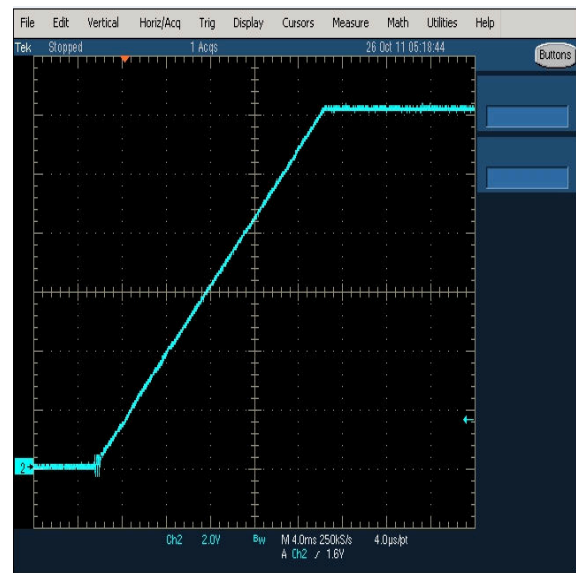 File Edit Vertical Horiz/Acq Trig Display Cursors Measure Math Utilities Help
Tek Stopped 1 Acqs 26 Oct 11 05:18:44
Buttons
2
Ch2 2.0V Bw M 4.0ms 250kS/s 4.0µs/pt
A Ch2 ∕ 1.6V